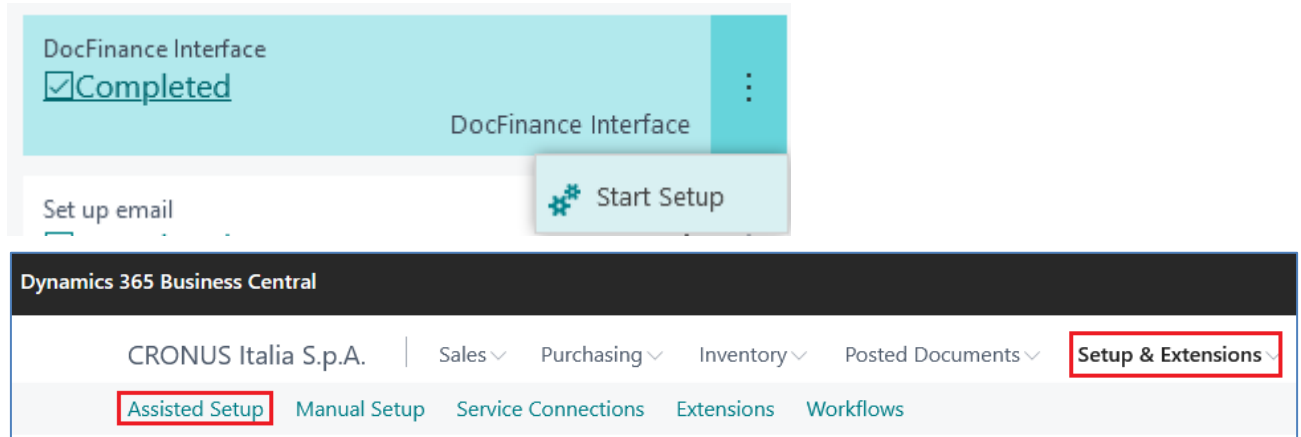 DocFinance Interface
Completed
DocFinance Interface
Start Setup
Set up email
Dynamics 365 Business Central
CRONUS Italia S.p.A. Sales Purchasing Inventory Posted Documents Setup & Extensions
Assisted Setup Manual Setup Service Connections Extensions Workflows